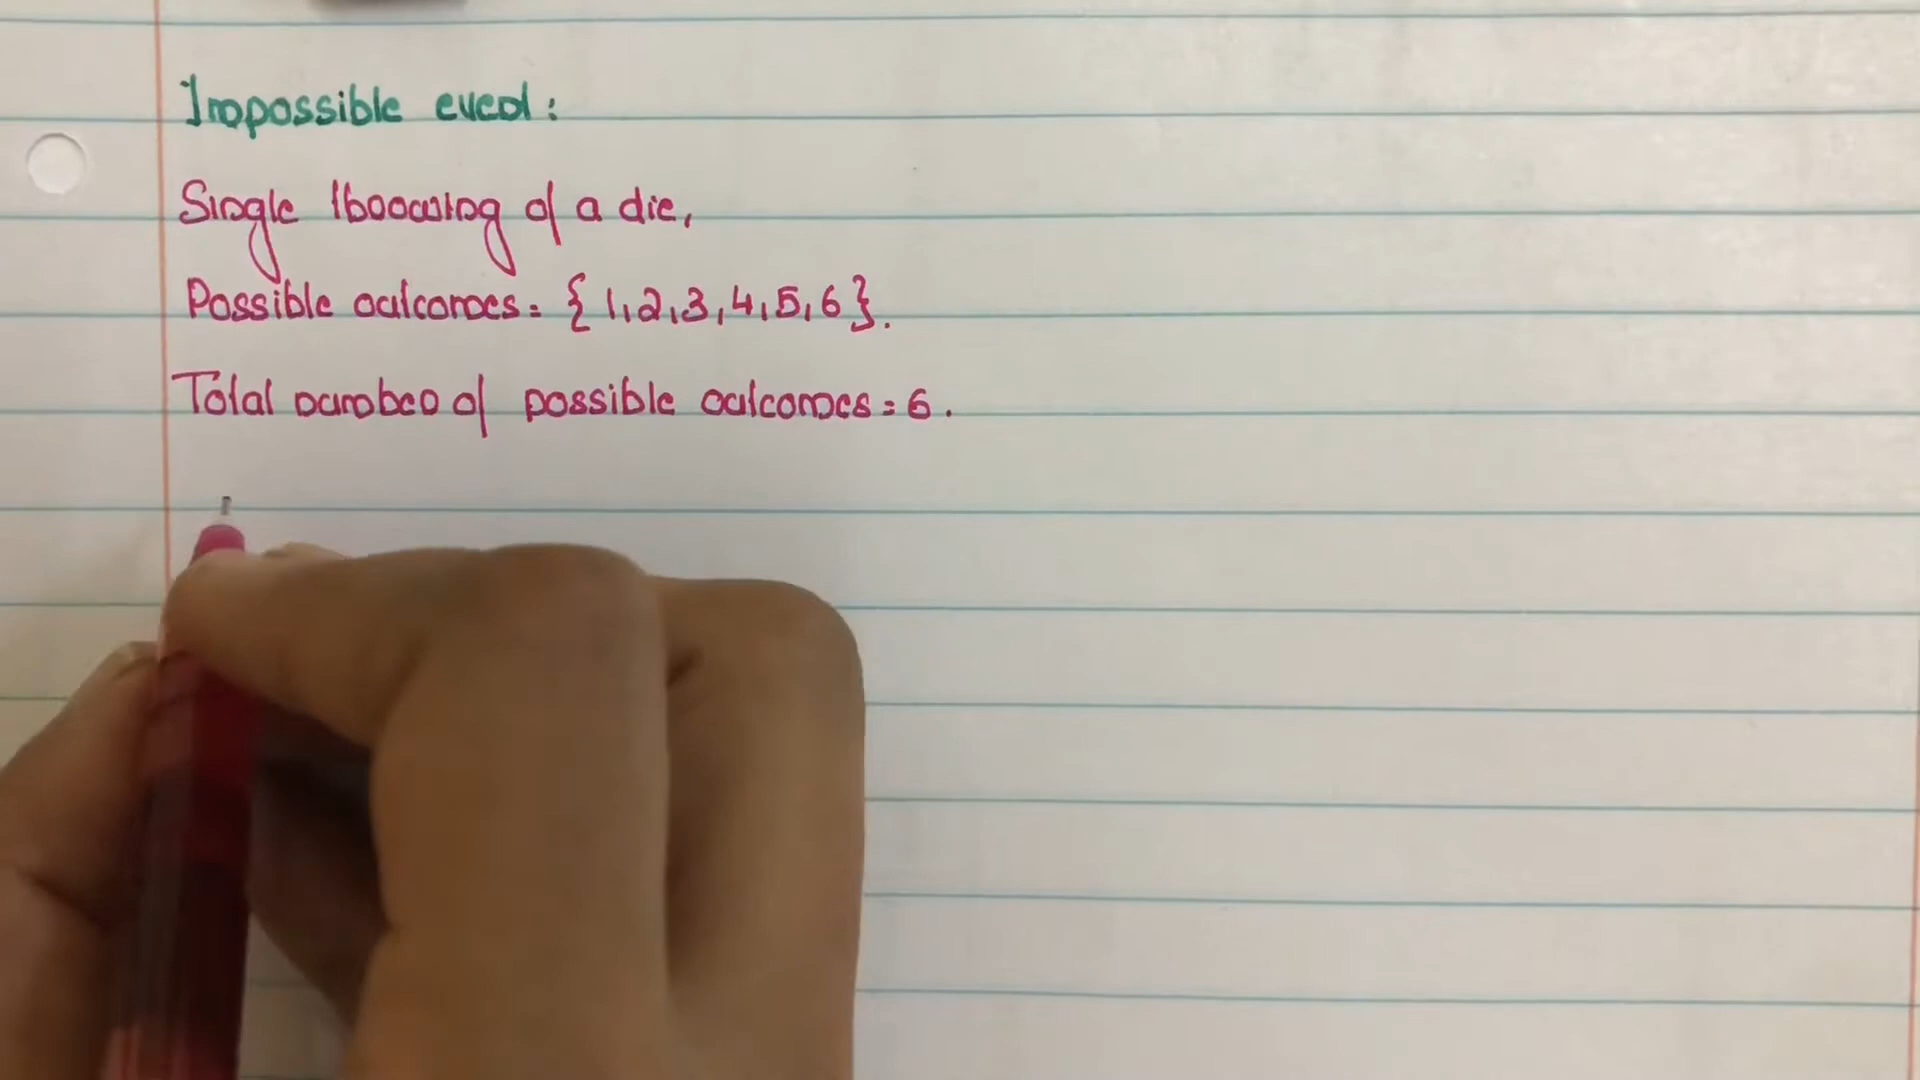 Impossible event:
Single throwing of a die,
Possible outcomes = { 1,2,3,4,5,6 }.
Total number of possible outcomes = 6.